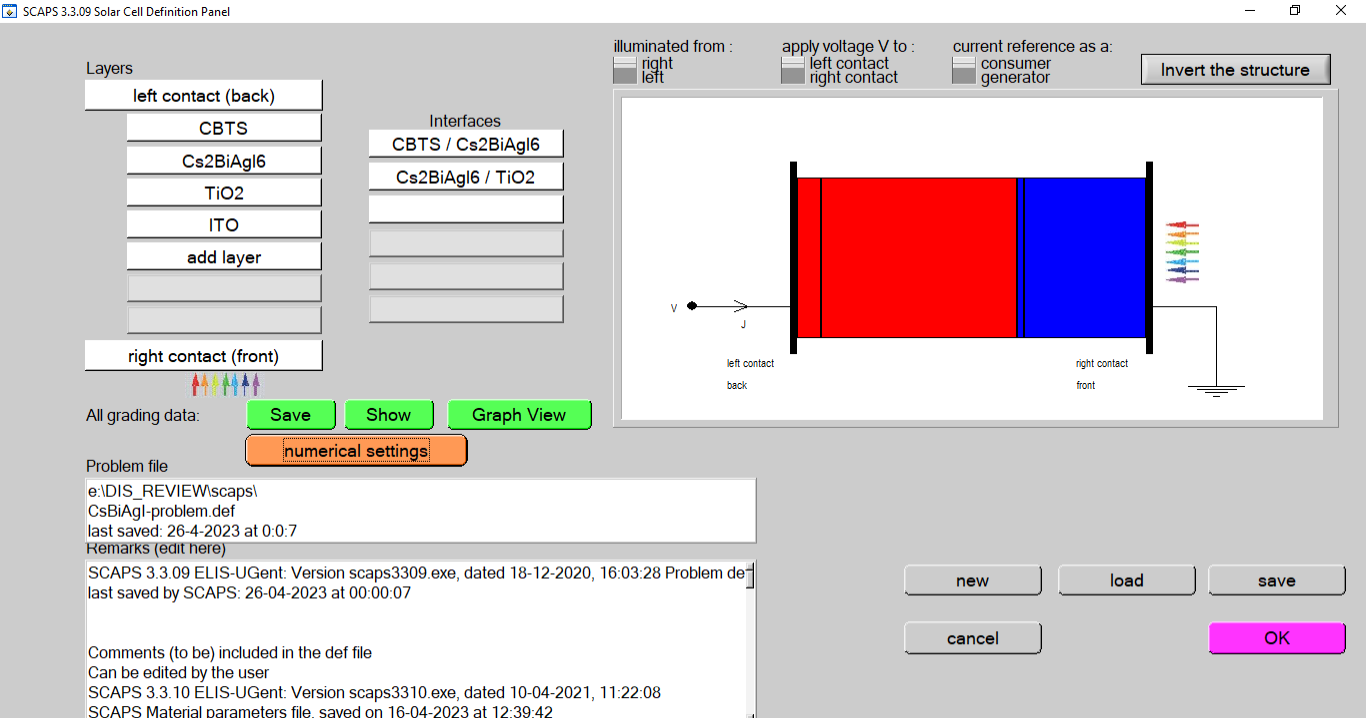 SCAPS 3.3.09 Solar Cell Definition Panel
Layers
left contact (back)
CBTS
Cs2BiAgI6
TiO2
ITO
add layer
right contact (front)
Interfaces
CBTS / Cs2BiAgI6
Cs2BiAgI6 / TiO2
illuminated from :
right
left
apply voltage V to :
left contact
right contact
current reference as a:
consumer
generator
Invert the structure
V
J
left contact
back
right contact
front
All grading data:
Save
Show
Graph View
numerical settings
Problem file
e:\DIS_REVIEW\scaps\
CsBiAgI-problem.def
last saved: 26-4-2023 at 0:0:7
Remarks (edit here)
SCAPS 3.3.09 ELIS-UGent: Version scaps3309.exe, dated 18-12-2020, 16:03:28 Problem de
last saved by SCAPS: 26-04-2023 at 00:00:07
Comments (to be) included in the def file
Can be edited by the user
SCAPS 3.3.10 ELIS-UGent: Version scaps3310.exe, dated 10-04-2021, 11:22:08
SCAPS Material parameters file, saved on 16-04-2023 at 12:39:42
new
load
save
cancel
OK